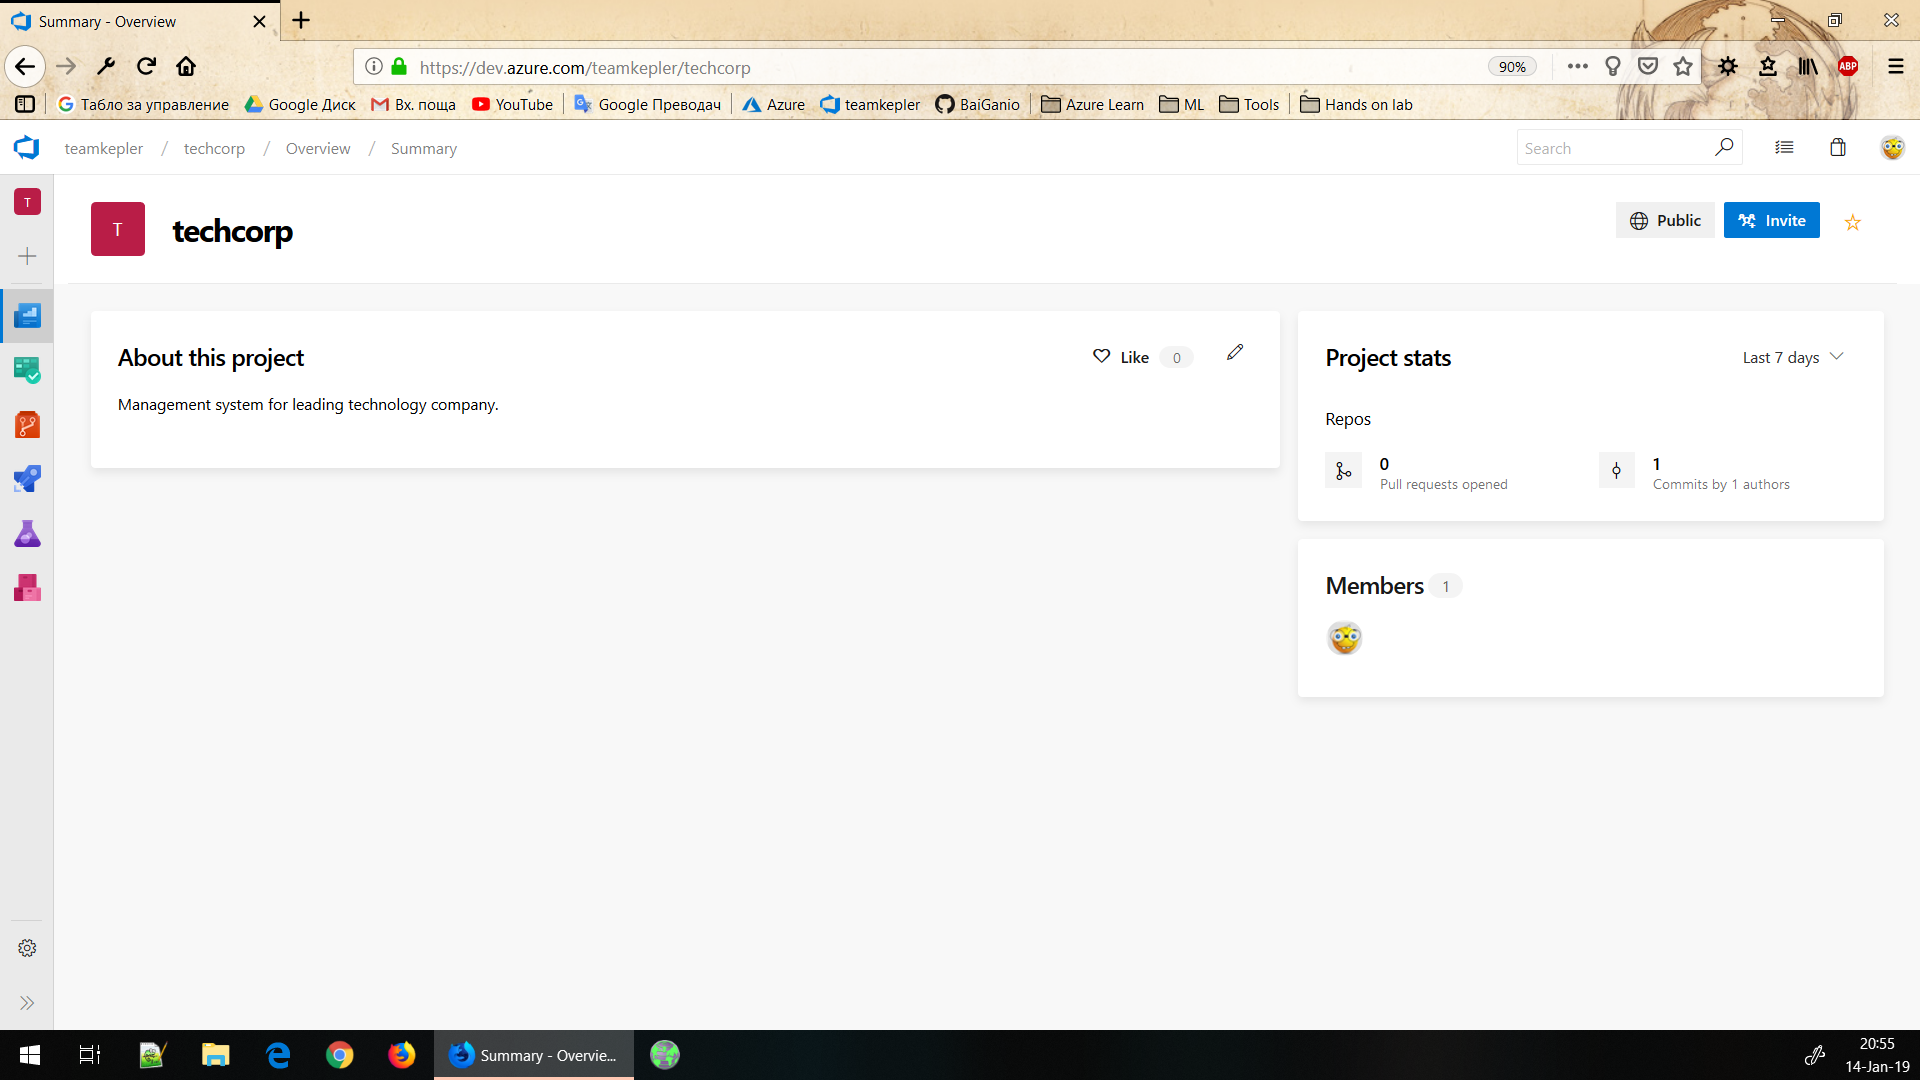 Summary - Overview
https://dev.azure.com/teamkepler/techcorp
90%
ABP
Табло за управление
Google Диск
Вх. поща
YouTube
Google Преводач
Azure
teamkepler
BaiGanio
Azure Learn
ML
Tools
Hands on lab
teamkepler / techcorp / Overview / Summary
Search
T
T
techcorp
Public
Invite
About this project
Like 0
Management system for leading technology company.
Project stats
Last 7 days
Repos
0
Pull requests opened
1
Commits by 1 authors
Members 1
Summary - Overvie...
20:55
14-Jan-19